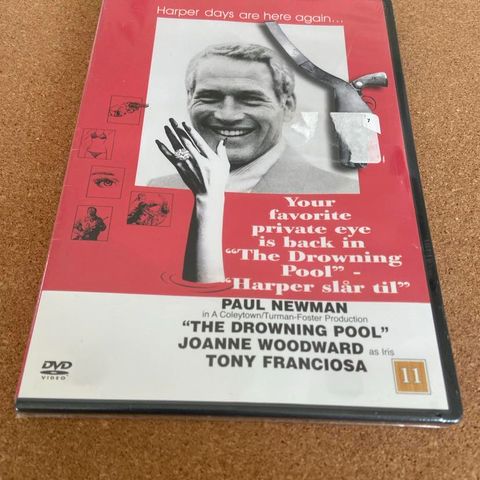 Harper days are here again...
7
Your
favorite
private eye
is back in
“The Drowning
Pool” -
“Harper slår til”
PAUL NEWMAN
in A Coleytown/Turman-Foster Production
“THE DROWNING POOL”
JOANNE WOODWARD as Iris
TONY FRANCIOSA
DVD
VIDEO
11